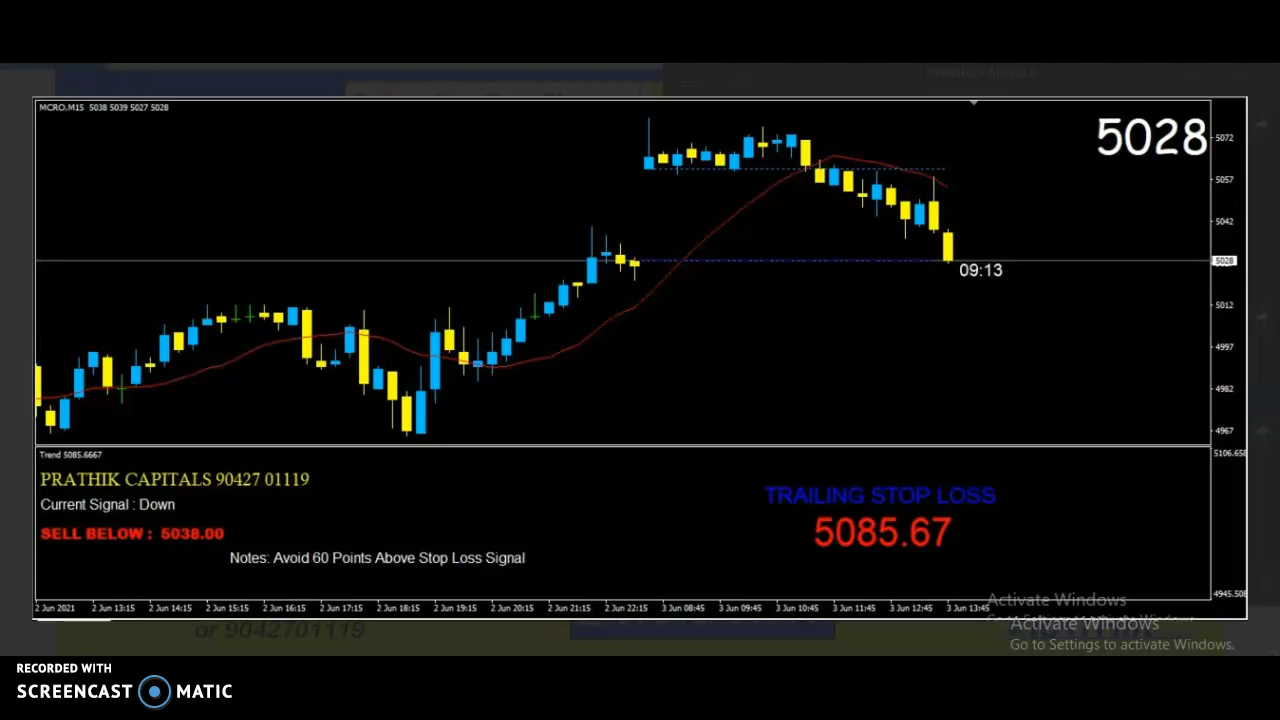 MCRO,M15 5038 5039 5027 5028
5028
5072
5057
5042
5028
5012
4997
4982
4967
09:13
Trend 5085.6667
5106.658
PRATHIK CAPITALS 90427 01119
Current Signal : Down
SELL BELOW : 5038.00
Notes: Avoid 60 Points Above Stop Loss Signal
TRAILING STOP LOSS
5085.67
4945.508
2 Jun 2021 2 Jun 13:15 2 Jun 14:15 2 Jun 15:15 2 Jun 16:15 2 Jun 17:15 2 Jun 18:15 2 Jun 19:15 2 Jun 20:15 2 Jun 21:15 2 Jun 22:15 3 Jun 08:45 3 Jun 09:45 3 Jun 10:45 3 Jun 11:45 3 Jun 12:45 3 Jun 13:45
Activate Windows
Activate Windows
Go to Settings to activate Windows.
or 9042701119
RECORDED WITH
SCREENCAST MATIC